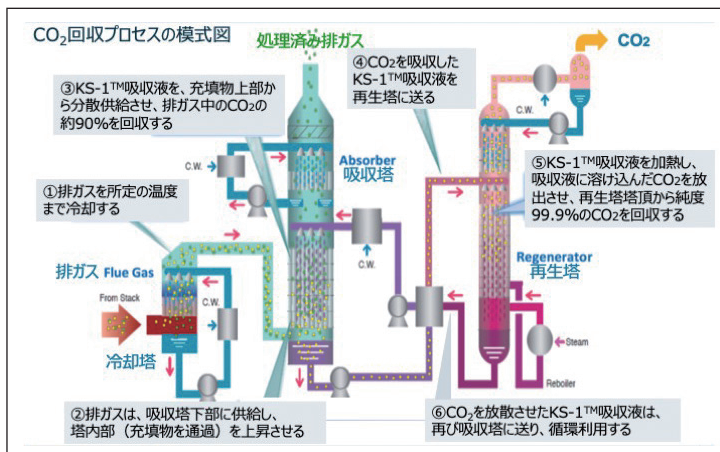 CO₂回収プロセスの模式図
処理済み排ガス
CO₂
③KS-1™吸収液を、充填物上部か
ら分散供給させ、排ガス中のCO₂の
約90%を回収する
④CO₂を吸収した
KS-1™吸収液を
再生塔に送る
C.W.
C.W.
Absorber
吸収塔
⑤KS-1™吸収液を加熱し、
吸収液に溶け込んだCO₂を放
出させ、再生塔塔頂から純度
99.9%のCO₂を回収する
①排ガスを所定の温度
まで冷却する
排ガス Flue Gas
C.W.
C.W.
Regenerator
再生塔
From Stack
冷却塔
Steam
Reboiler
②排ガスは、吸収塔下部に供給し、
塔内部（充填物を通過）を上昇させる
⑥CO₂を放散させたKS-1™吸収液は、
再び吸収塔に送り、循環利用する